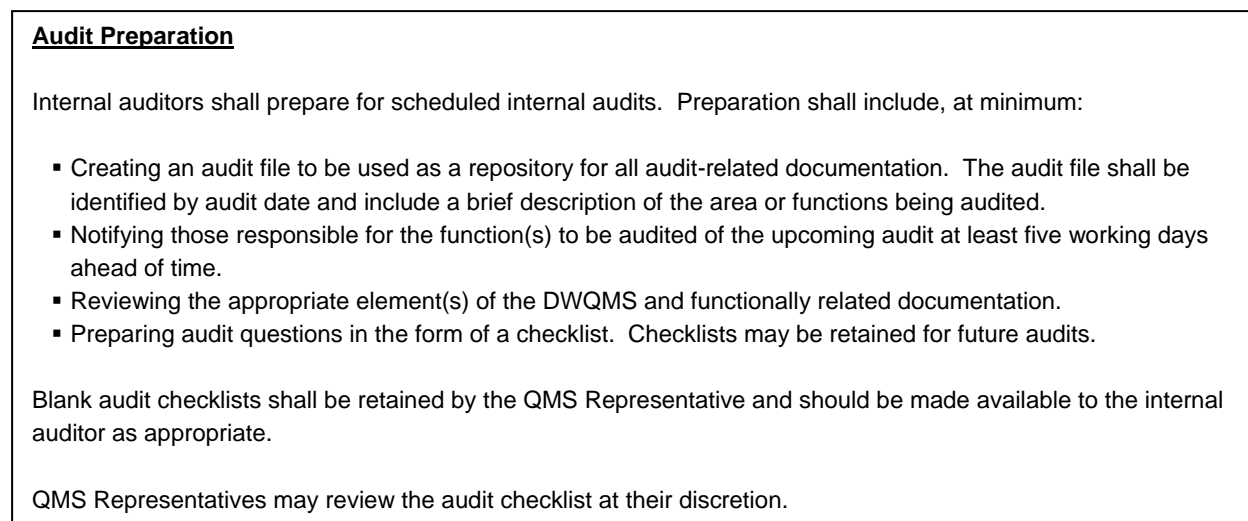 Audit Preparation
Internal auditors shall prepare for scheduled internal audits.  Preparation shall include, at minimum:
▪ Creating an audit file to be used as a repository for all audit-related documentation.  The audit file shall be
identified by audit date and include a brief description of the area or functions being audited.
▪ Notifying those responsible for the function(s) to be audited of the upcoming audit at least five working days
ahead of time.
▪ Reviewing the appropriate element(s) of the DWQMS and functionally related documentation.
▪ Preparing audit questions in the form of a checklist.  Checklists may be retained for future audits.
Blank audit checklists shall be retained by the QMS Representative and should be made available to the internal
auditor as appropriate.
QMS Representatives may review the audit checklist at their discretion.